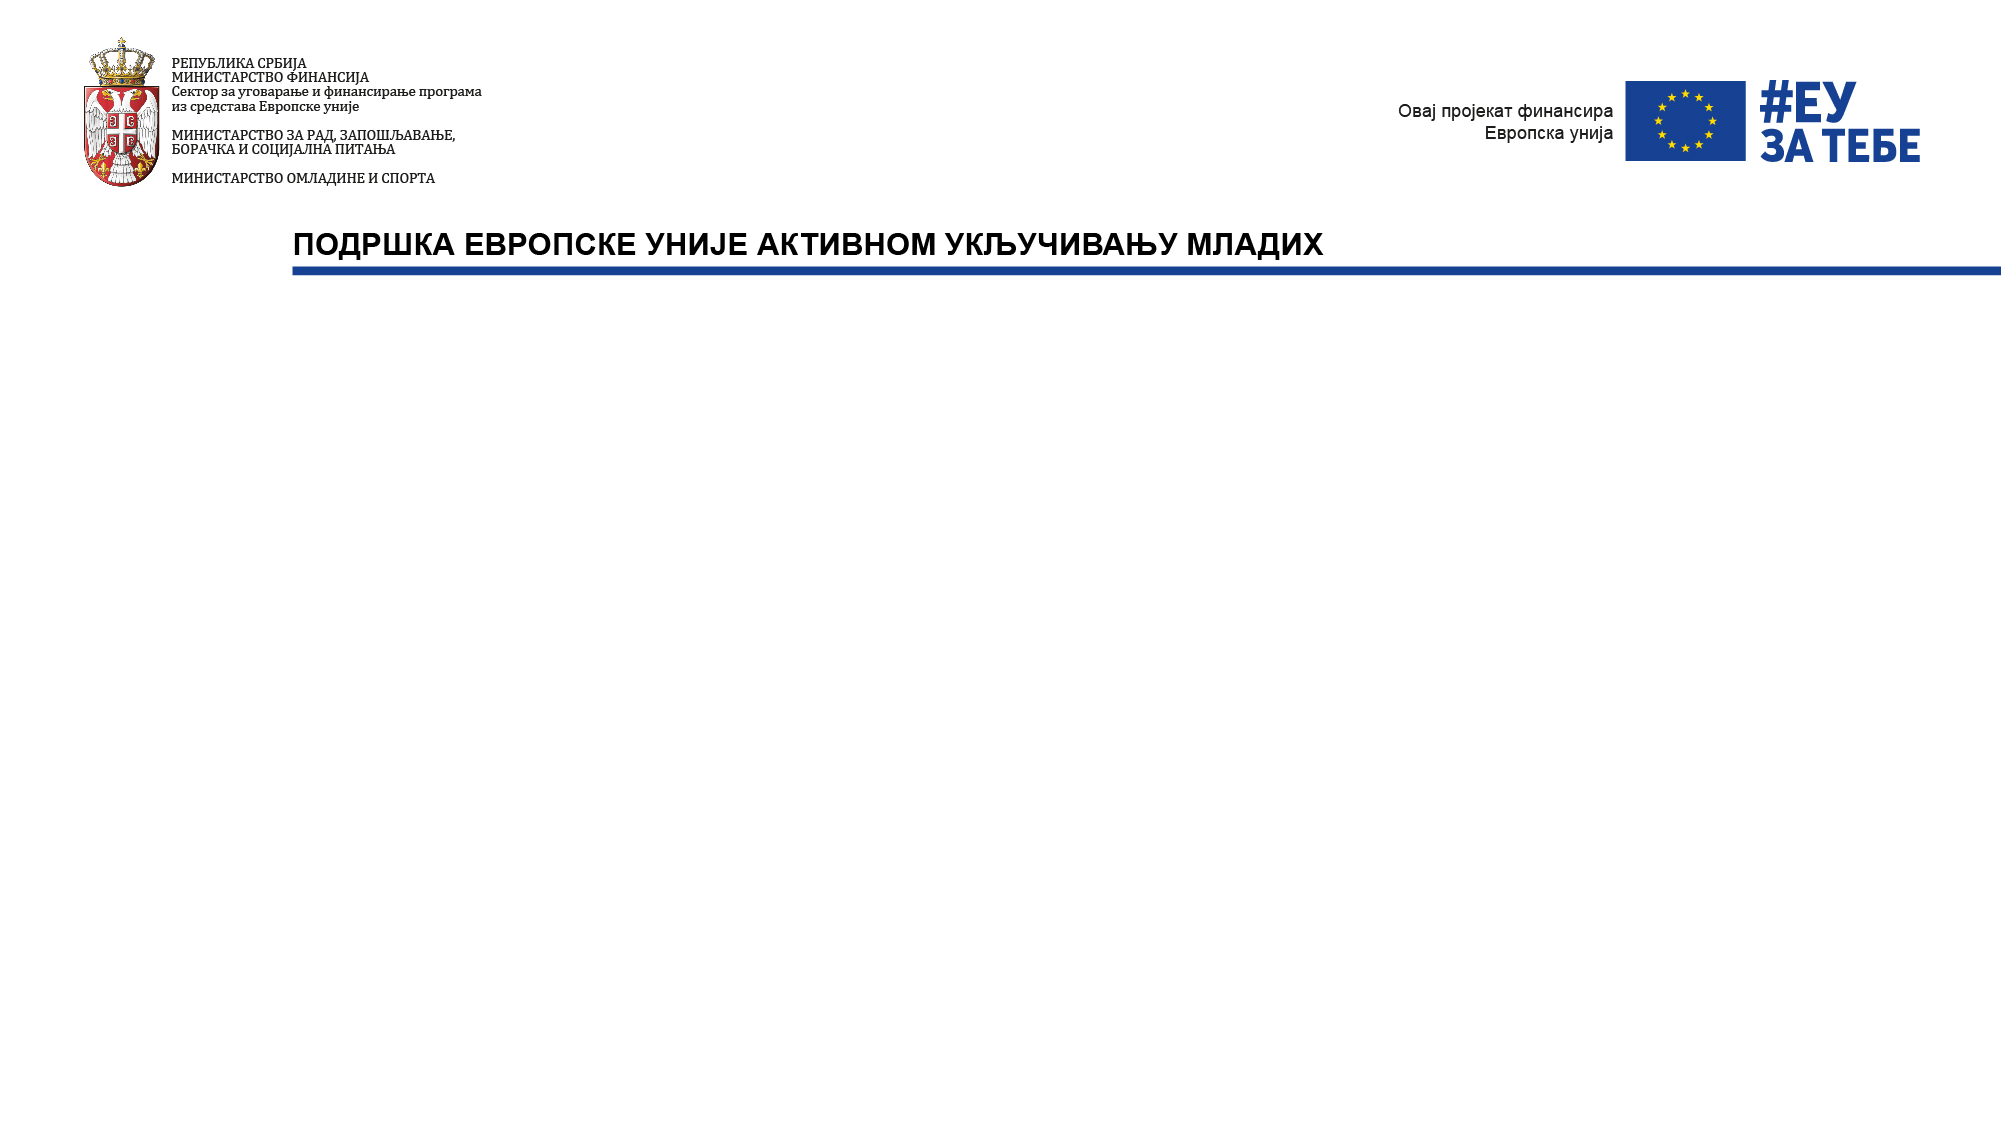 РЕПУБЛИКА СРБИЈА
МИНИСТАРСТВО ФИНАНСИЈА
Сектор за уговарање и финансирање програма
из средстава Европске уније
МИНИСТАРСТВО ЗА РАД, ЗАПОШЉАВАЊЕ,
БОРАЧКА И СОЦИЈАЛНА ПИТАЊА
МИНИСТАРСТВО ОМЛАДИНЕ И СПОРТА
Овај пројекат финансира
Европска унија
#ЕУ
ЗА ТЕБЕ
ПОДРШКА ЕВРОПСКЕ УНИЈЕ АКТИВНОМ УКЉУЧИВАЊУ МЛАДИХ